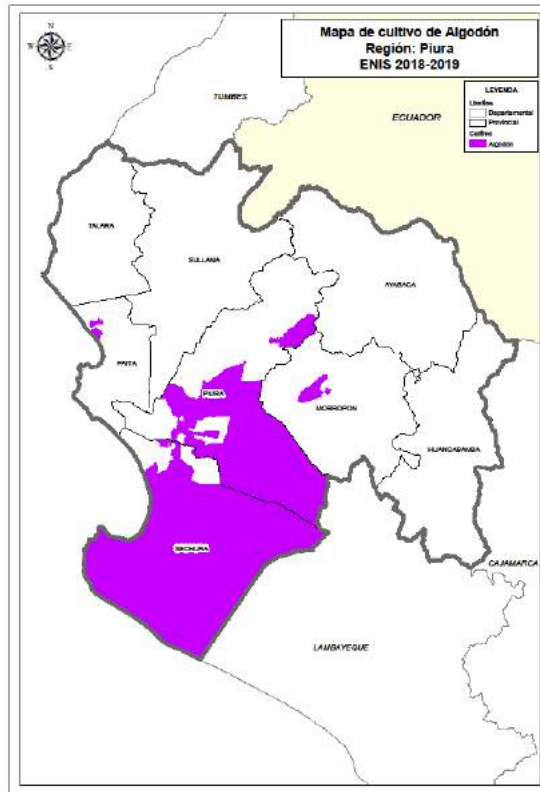 N
W
E
S
Mapa de cultivo de Algodón
Región: Piura
ENIS 2018-2019
LEYENDA
Límites
Departamental
Provincial
Cultivo
Algodón
TUMBES
ECUADOR
TALARA
SULLANA
AYABACA
PAITA
PIURA
MORROPON
HUANCABAMBA
SECHURA
CAJAMARCA
LAMBAYEQUE